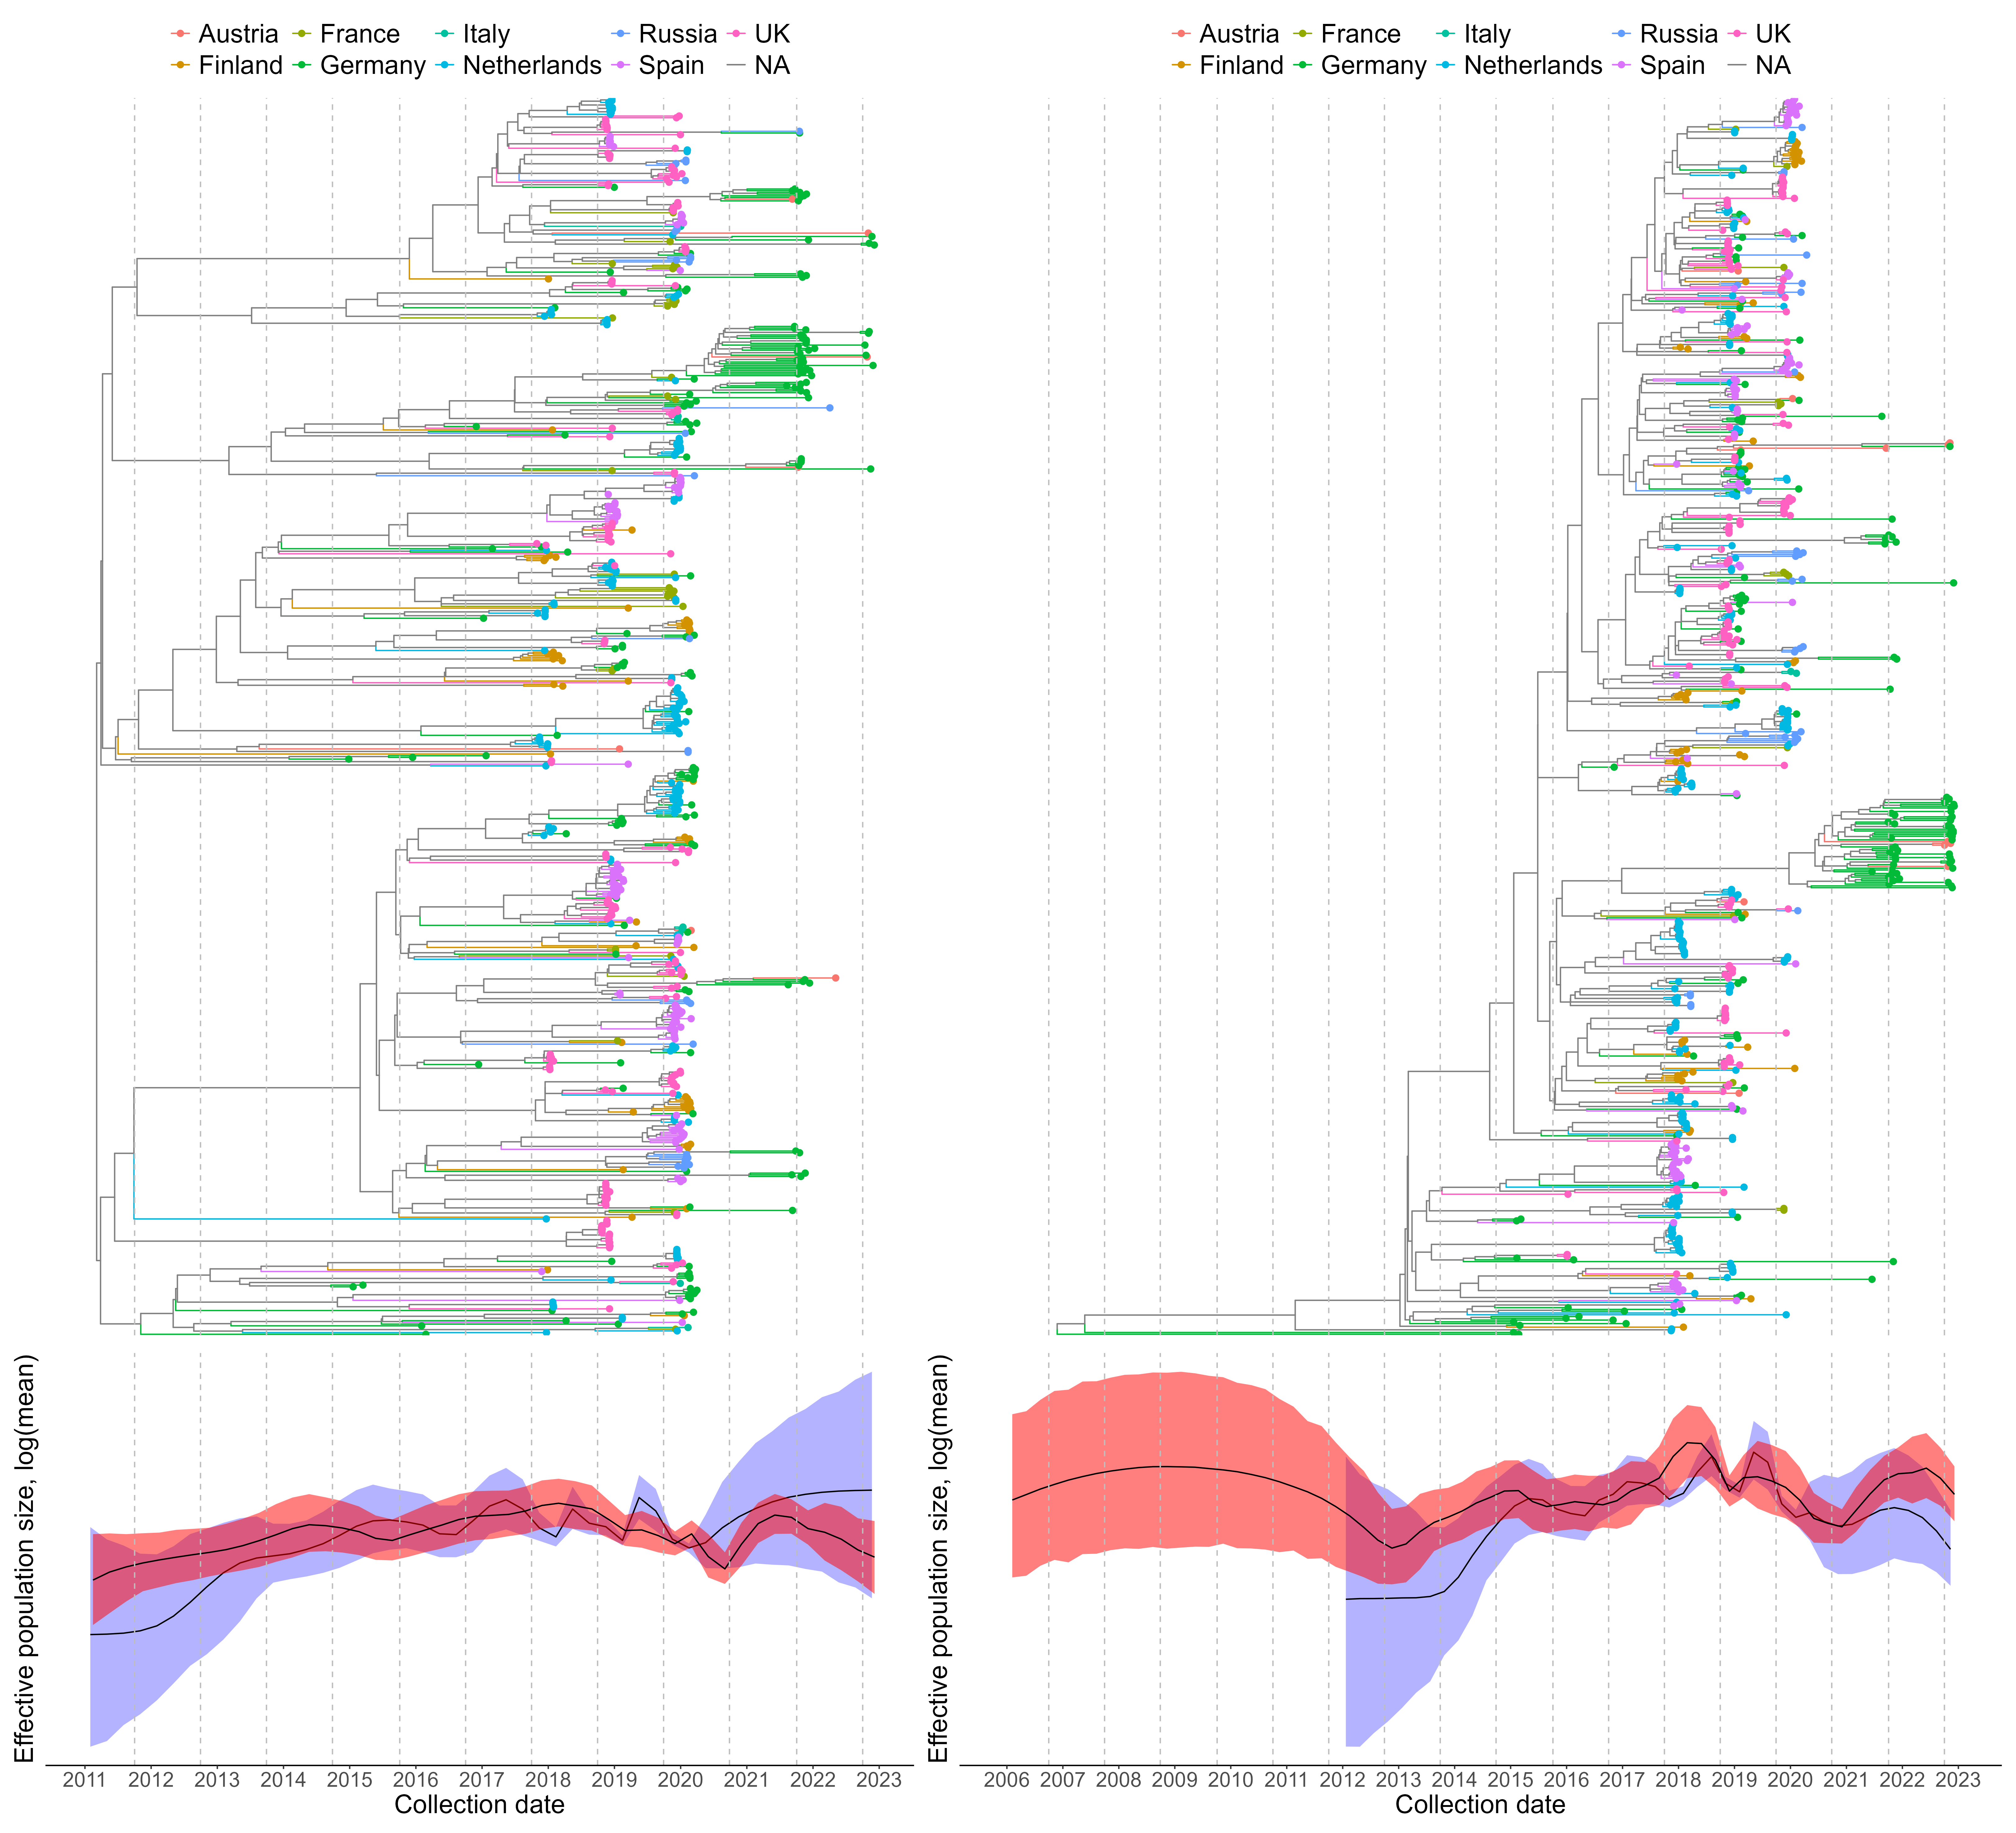 Austria France Italy Russia UK
Finland Germany Netherlands Spain NA
Austria France Italy Russia UK
Finland Germany Netherlands Spain NA
Effective population size, log(mean)
2011 2012 2013 2014 2015 2016 2017 2018 2019 2020 2021 2022 2023
Collection date
Effective population size, log(mean)
2006 2007 2008 2009 2010 2011 2012 2013 2014 2015 2016 2017 2018 2019 2020 2021 2022 2023
Collection date